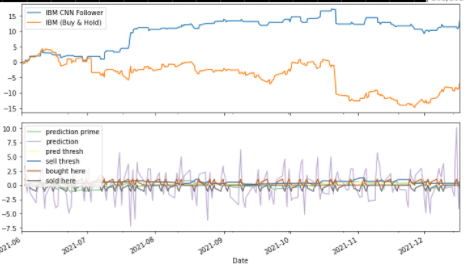 15
10
5
0
−5
−10
−15
IBM CNN Follower
IBM (Buy & Hold)
10.0
7.5
5.0
2.5
0.0
−2.5
−5.0
−7.5
prediction prime
prediction
pred thresh
sell thresh
bought here
sold here
2021-06
2021-07
2021-08
2021-09
2021-10
2021-11
2021-12
Date